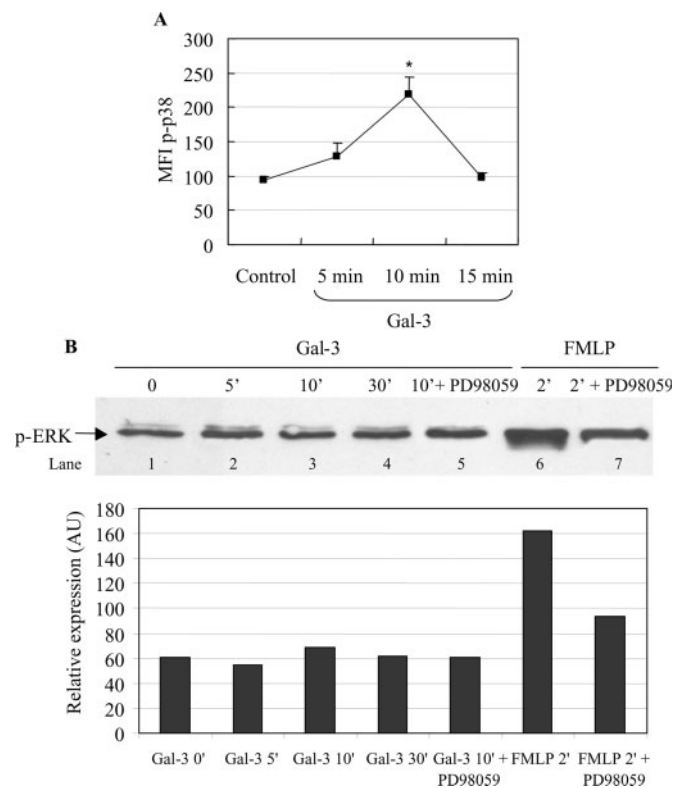 A
300
250
200
150
100
50
0
MFI p-p38
*
Control 5 min 10 min 15 min
Gal-3
B
Gal-3 FMLP
0 5’ 10’ 30’ 10’+ PD98059 2’ 2’ + PD98059
p-ERK
Lane 1 2 3 4 5 6 7
180
160
140
120
100
80
60
40
20
0
Relative expression (AU)
Gal-3 0' Gal-3 5' Gal-3 10' Gal-3 30' Gal-3 10' + FMLP 2' FMLP 2' +
PD98059 PD98059